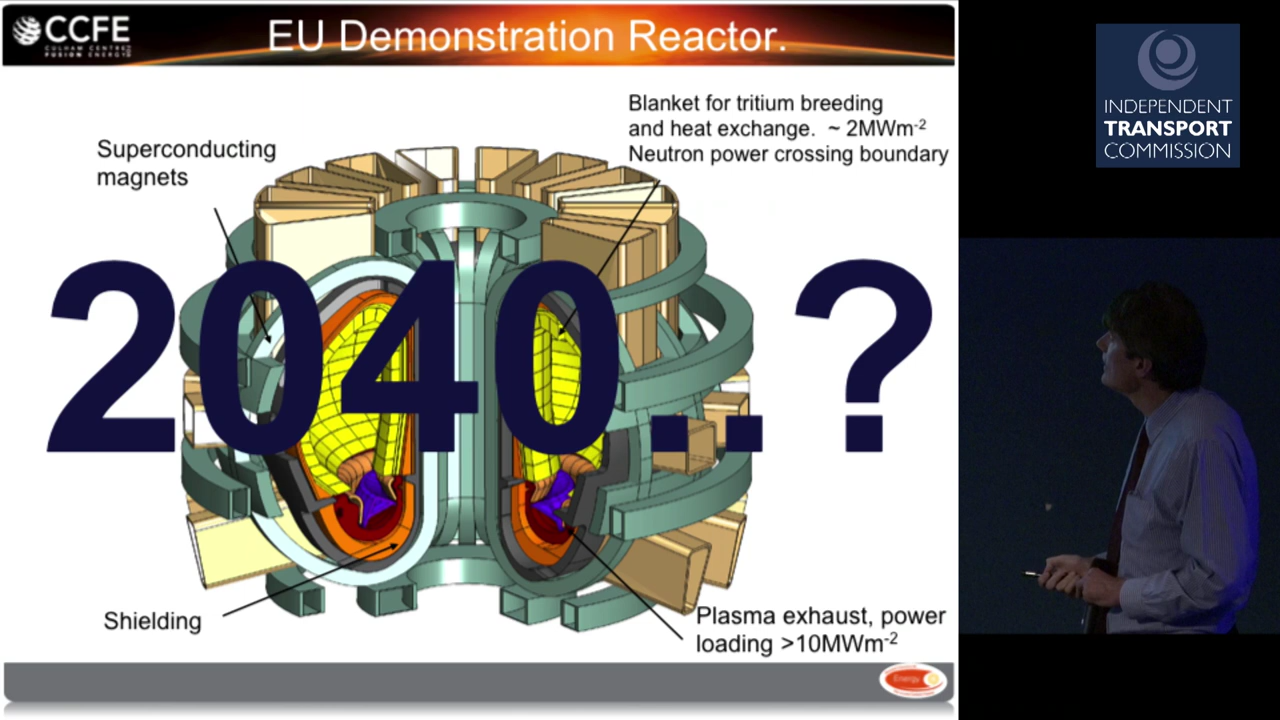 CCFE
CULHAM CENTRE
FUSION ENERGY
EU Demonstration Reactor.
INDEPENDENT
TRANSPORT
COMMISSION
Blanket for tritium breeding
and heat exchange. ~ 2MWm-2
Neutron power crossing boundary
Superconducting
magnets
2040..?
Shielding
Plasma exhaust, power
loading >10MWm-2
Energy